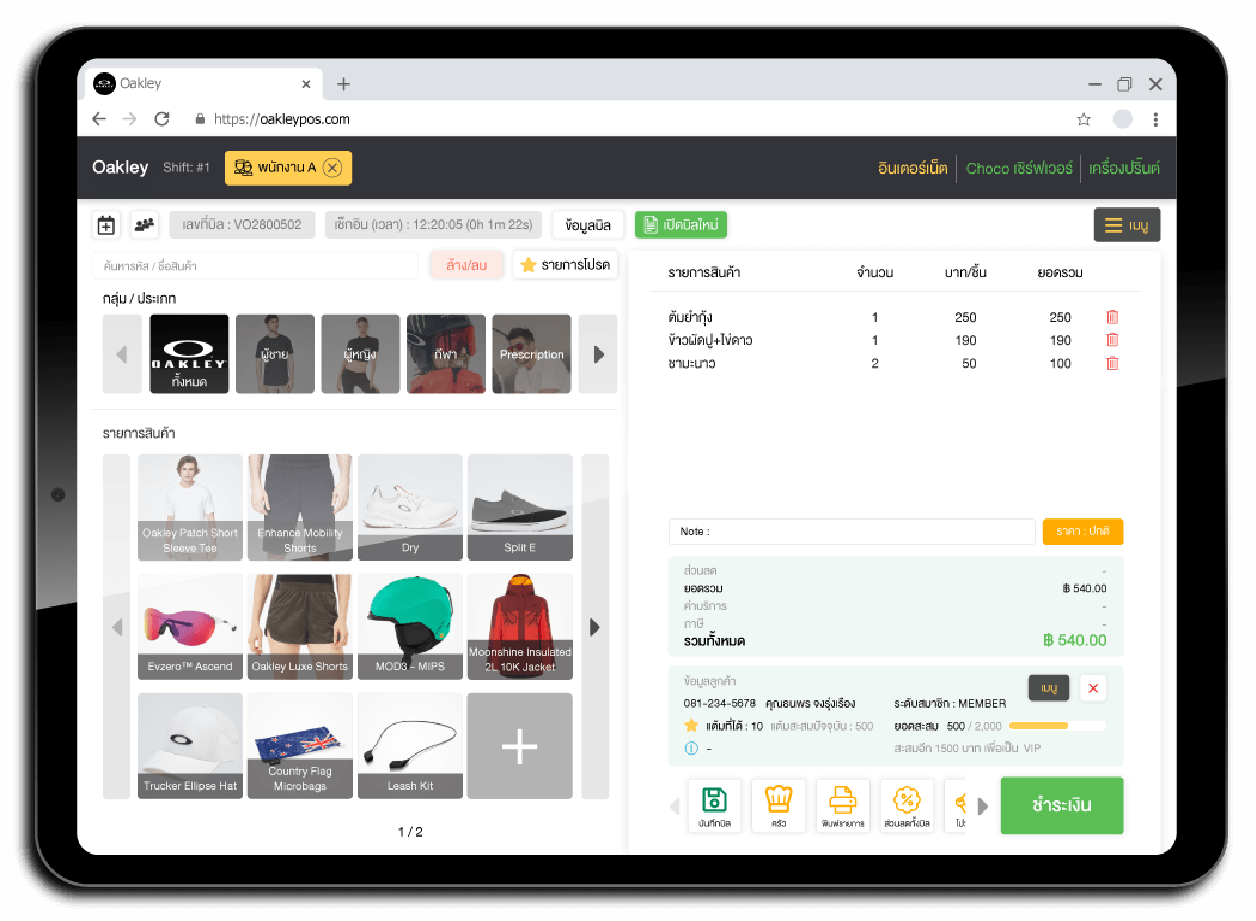 Oakley
https://oakleypos.com
Oakley Shift: #1 พนักงาน A
อินเตอร์เน็ต Choco เซิร์ฟเวอร์ เครื่องปริ้นต์
เลขที่บิล : VO2800502 เช็กอิน (เวลา) : 12:20:05 (0h 1m 22s) ข้อมูลบิล เปิดบิลใหม่ เมนู
ค้นหารหัส / ชื่อสินค้า ล้าง/ลบ รายการโปรด
กลุ่ม / ประเภท
OAKLEY
ทั้งหมด ผู้ชาย ผู้หญิง กีฬา Prescription
รายการสินค้า
Oakley Patch Short Sleeve Tee
Enhance Mobility Shorts
Dry
Split E
Evzero™ Ascend
Oakley Luxe Shorts
MOD3 - MIPS
Moonshine Insulated 2L 10K Jacket
Trucker Ellipse Hat
Country Flag Microbags
Leash Kit
1 / 2
รายการสินค้า จำนวน บาท/ชิ้น ยอดรวม
ต้มยำกุ้ง 1 250 250
ข้าวผัดปู+ไข่ดาว 1 190 190
ชามะนาว 2 50 100
Note : ราคา : ปกติ
ส่วนลด -
ยอดรวม ฿ 540.00
ค่าบริการ -
ภาษี -
รวมทั้งหมด ฿ 540.00
ข้อมูลลูกค้า เมนู
081-234-5678 คุณธนพร จงรุ่งเรือง ระดับสมาชิก : MEMBER
แต้มที่ได้ : 10 แต้มสะสมปัจจุบัน : 500 ยอดสะสม 500 / 2,000
- สะสมอีก 1500 บาท เพื่อเป็น VIP
บันทึกบิล ครัว พิมพ์รายการ ส่วนลดทั้งบิล ชำระเงิน